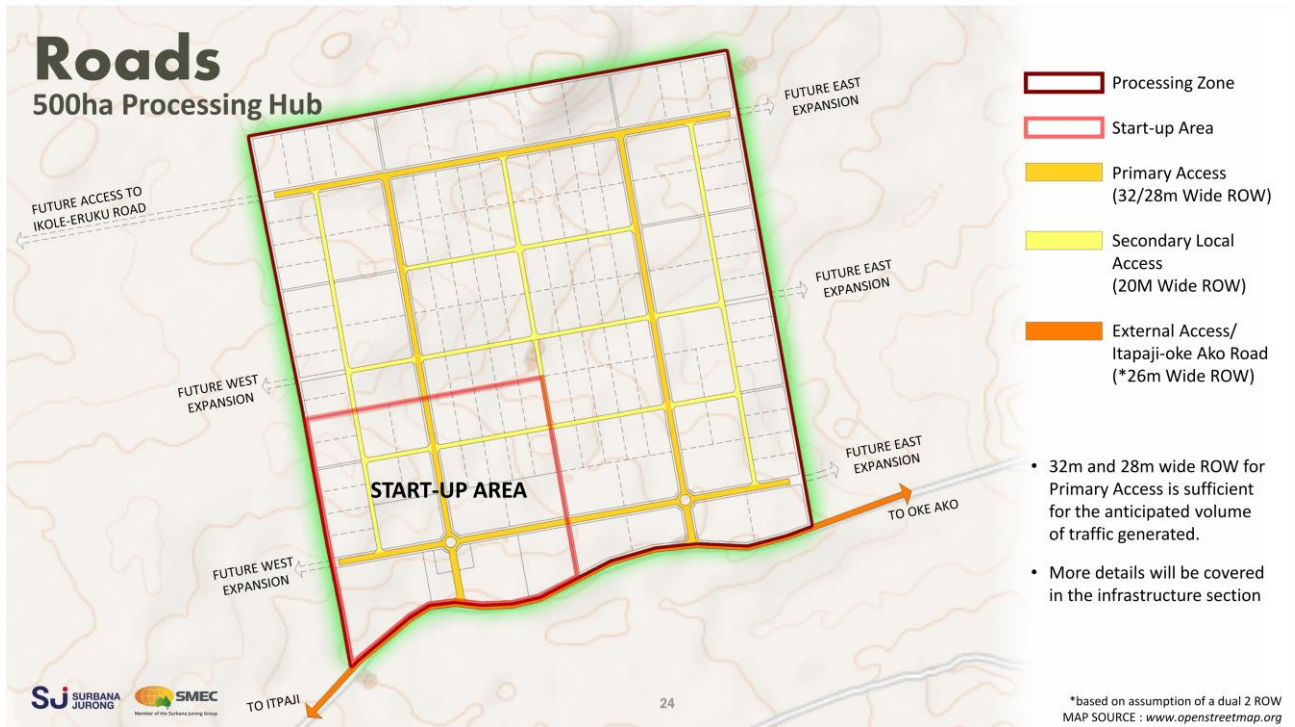 Roads
500ha Processing Hub
FUTURE EAST
EXPANSION
FUTURE ACCESS TO
IKOLE-ERUKU ROAD
FUTURE EAST
EXPANSION
FUTURE WEST
EXPANSION
FUTURE EAST
EXPANSION
START-UP AREA
TO OKE AKO
FUTURE WEST
EXPANSION
TO ITPAJI
Processing Zone
Start-up Area
Primary Access
(32/28m Wide ROW)
Secondary Local
Access
(20M Wide ROW)
External Access/
Itapaji-oke Ako Road
(*26m Wide ROW)
• 32m and 28m wide ROW for
Primary Access is sufficient
for the anticipated volume
of traffic generated.
• More details will be covered
in the infrastructure section
SJ SURBANA
JURONG
SMEC
Member of the Surbana Jurong Group
24
*based on assumption of a dual 2 ROW
MAP SOURCE : www.openstreetmap.org